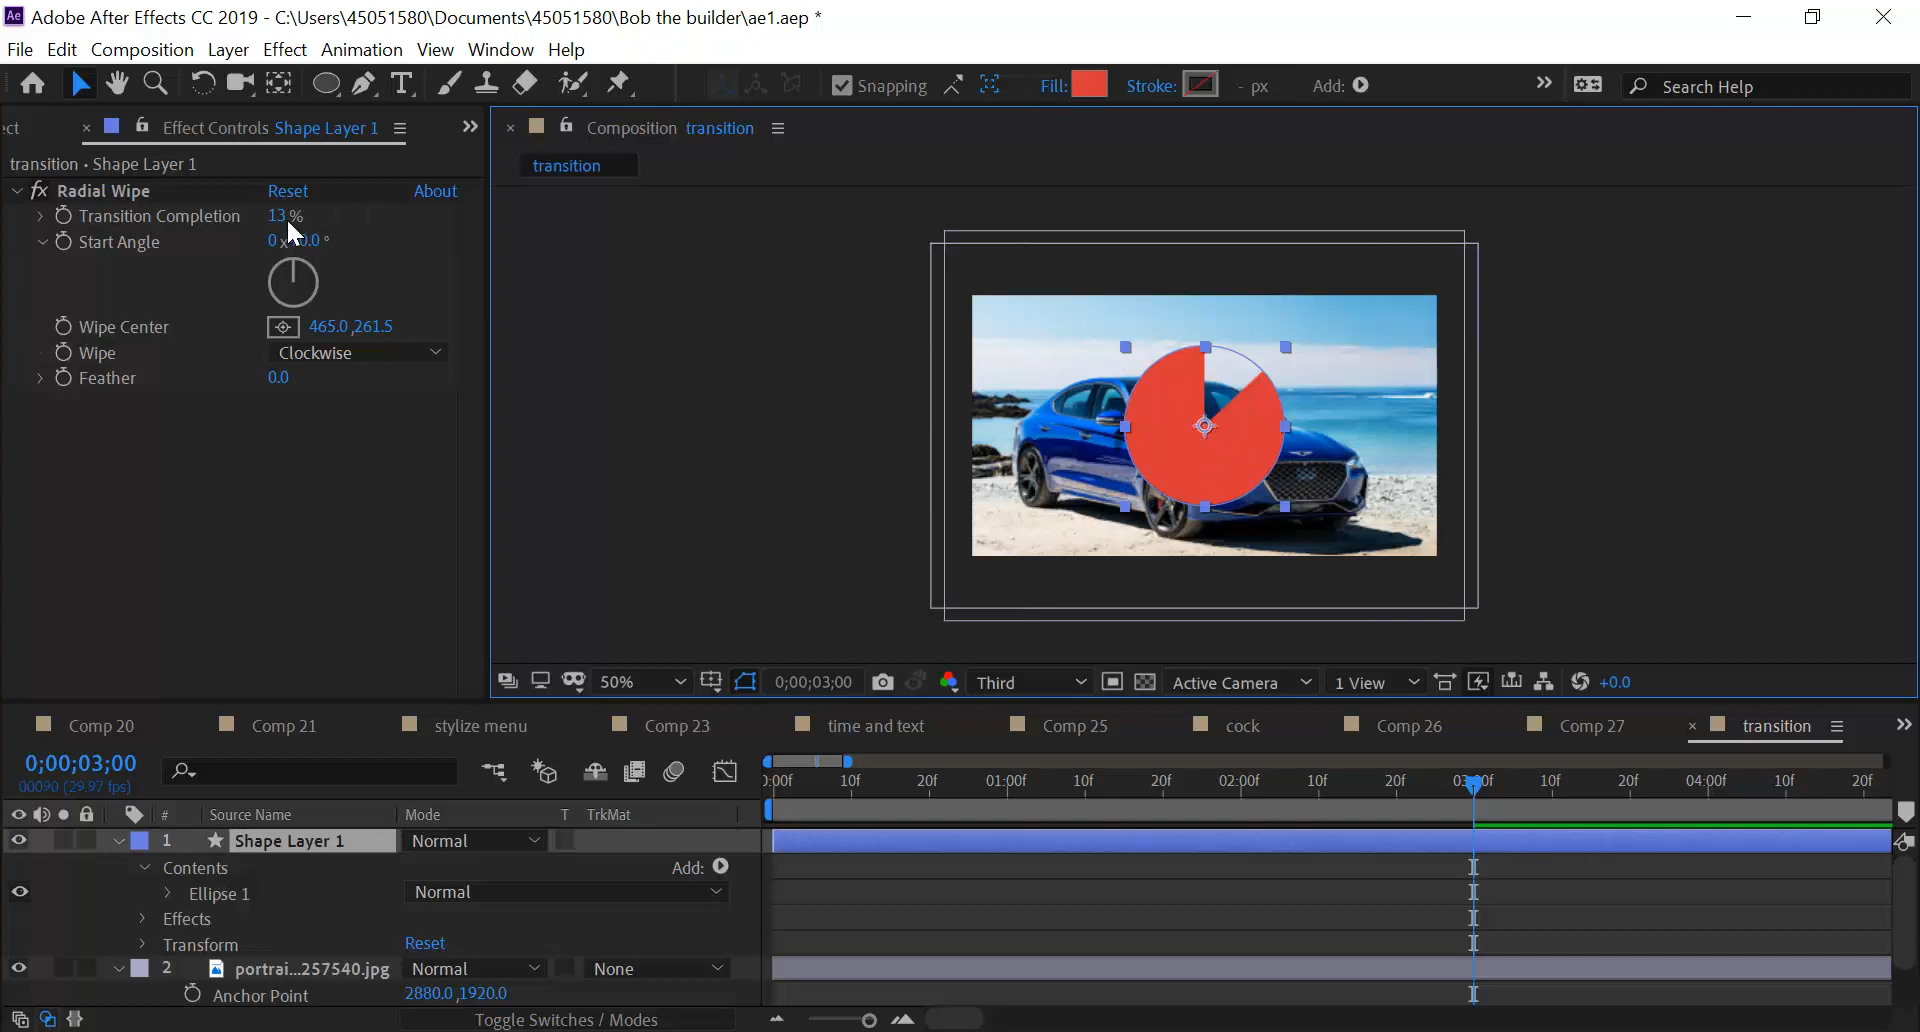 Ae Adobe After Effects CC 2019 - C:\Users\45051580\Documents\45051580\Bob the builder\ae1.aep *
File Edit Composition Layer Effect Animation View Window Help
T Snapping Fill: Stroke: - px Add: Search Help
ect × Effect Controls Shape Layer 1
× Composition transition
transition • Shape Layer 1
transition
fx Radial Wipe Reset About
Transition Completion 13 %
Start Angle 0 x 0.0 °
Wipe Center 465.0 ,261.5
Wipe Clockwise
Feather 0.0
50% 0;00;03;00 Third Active Camera 1 View +0.0
Comp 20 Comp 21 stylize menu Comp 23 time and text Comp 25 cock Comp 26 Comp 27 × transition
0;00;03;00
00090 (29.97 fps)
0:00f 10f 20f 01:00f 10f 20f 02:00f 10f 20f 03:00f 10f 20f 04:00f 10f 20f
# Source Name Mode T TrkMat
1 Shape Layer 1 Normal
Contents Add:
Ellipse 1 Normal
Effects
Transform Reset
2 portrai...257540.jpg Normal None
Anchor Point 2880.0 ,1920.0
Toggle Switches / Modes